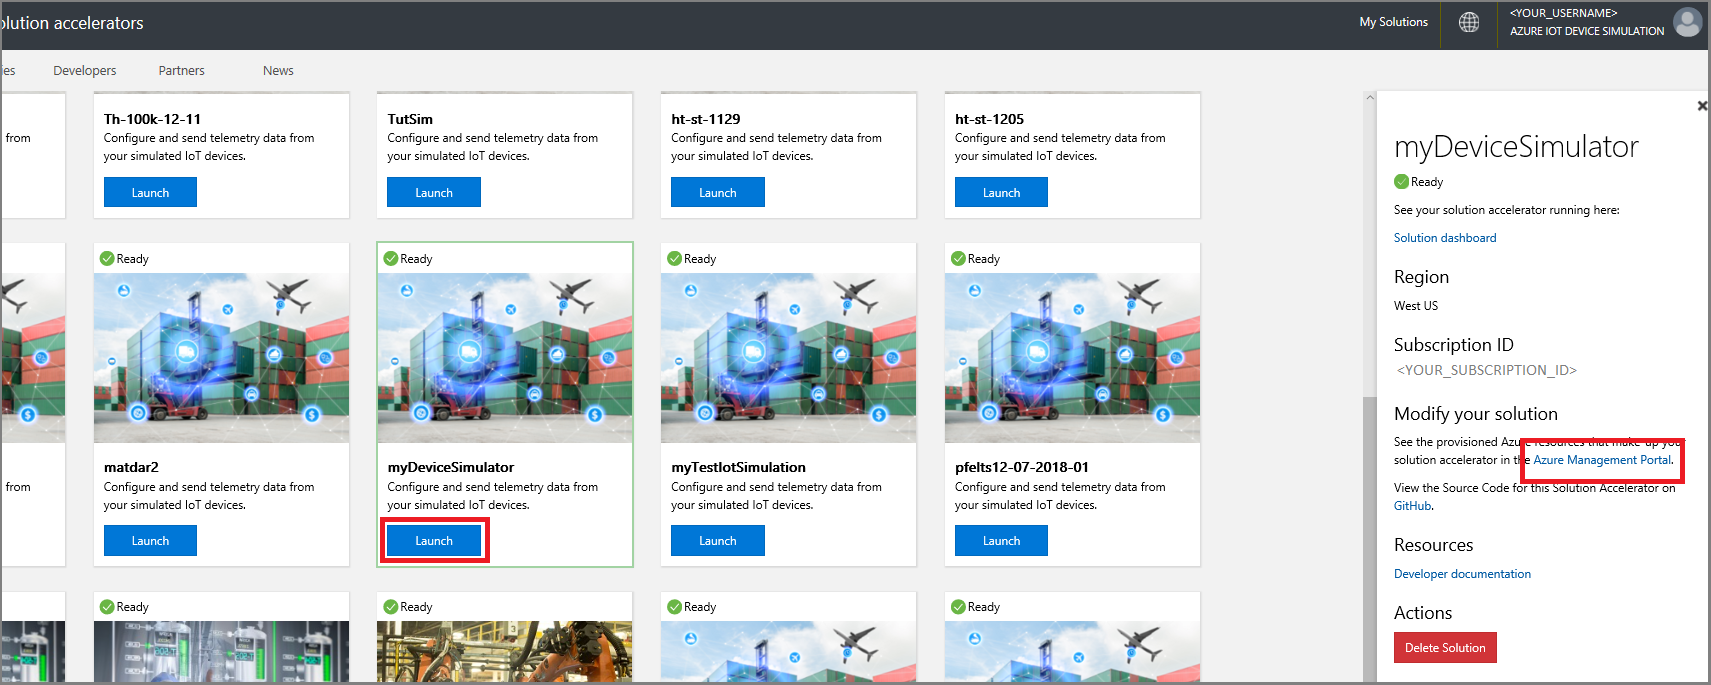 olution accelerators
My Solutions
<YOUR_USERNAME>
AZURE IOT DEVICE SIMULATION
ies
Developers
Partners
News
from
Th-100k-12-11
Configure and send telemetry data from
your simulated IoT devices.
Launch
TutSim
Configure and send telemetry data from
your simulated IoT devices.
Launch
ht-st-1129
Configure and send telemetry data from
your simulated IoT devices.
Launch
ht-st-1205
Configure and send telemetry data from
your simulated IoT devices.
Launch
from
Ready
matdar2
Configure and send telemetry data from
your simulated IoT devices.
Launch
Ready
myDeviceSimulator
Configure and send telemetry data from
your simulated IoT devices.
Launch
Ready
myTestIotSimulation
Configure and send telemetry data from
your simulated IoT devices.
Launch
Ready
pfelts12-07-2018-01
Configure and send telemetry data from
your simulated IoT devices.
Launch
Ready
Ready
3
Ready
Ready
myDeviceSimulator
Ready
See your solution accelerator running here:
Solution dashboard
Region
West US
Subscription ID
<YOUR_SUBSCRIPTION_ID>
Modify your solution
See the provisioned Azure resources that make-up your
solution accelerator in the Azure Management Portal.
View the Source Code for this Solution Accelerator on
GitHub.
Resources
Developer documentation
Actions
Delete Solution